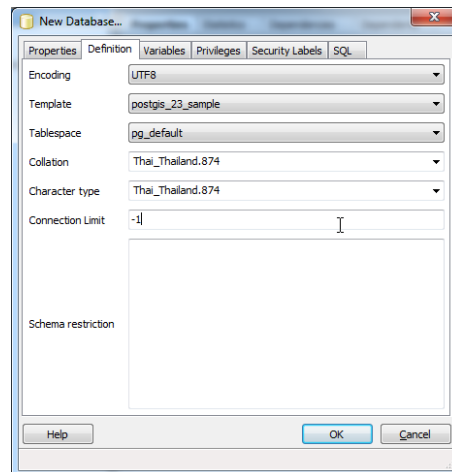 New Database...
Properties Definition Variables Privileges Security Labels SQL
Encoding UTF8
Template postgis_23_sample
Tablespace pg_default
Collation Thai_Thailand.874
Character type Thai_Thailand.874
Connection Limit -1
Schema restriction
Help OK Cancel